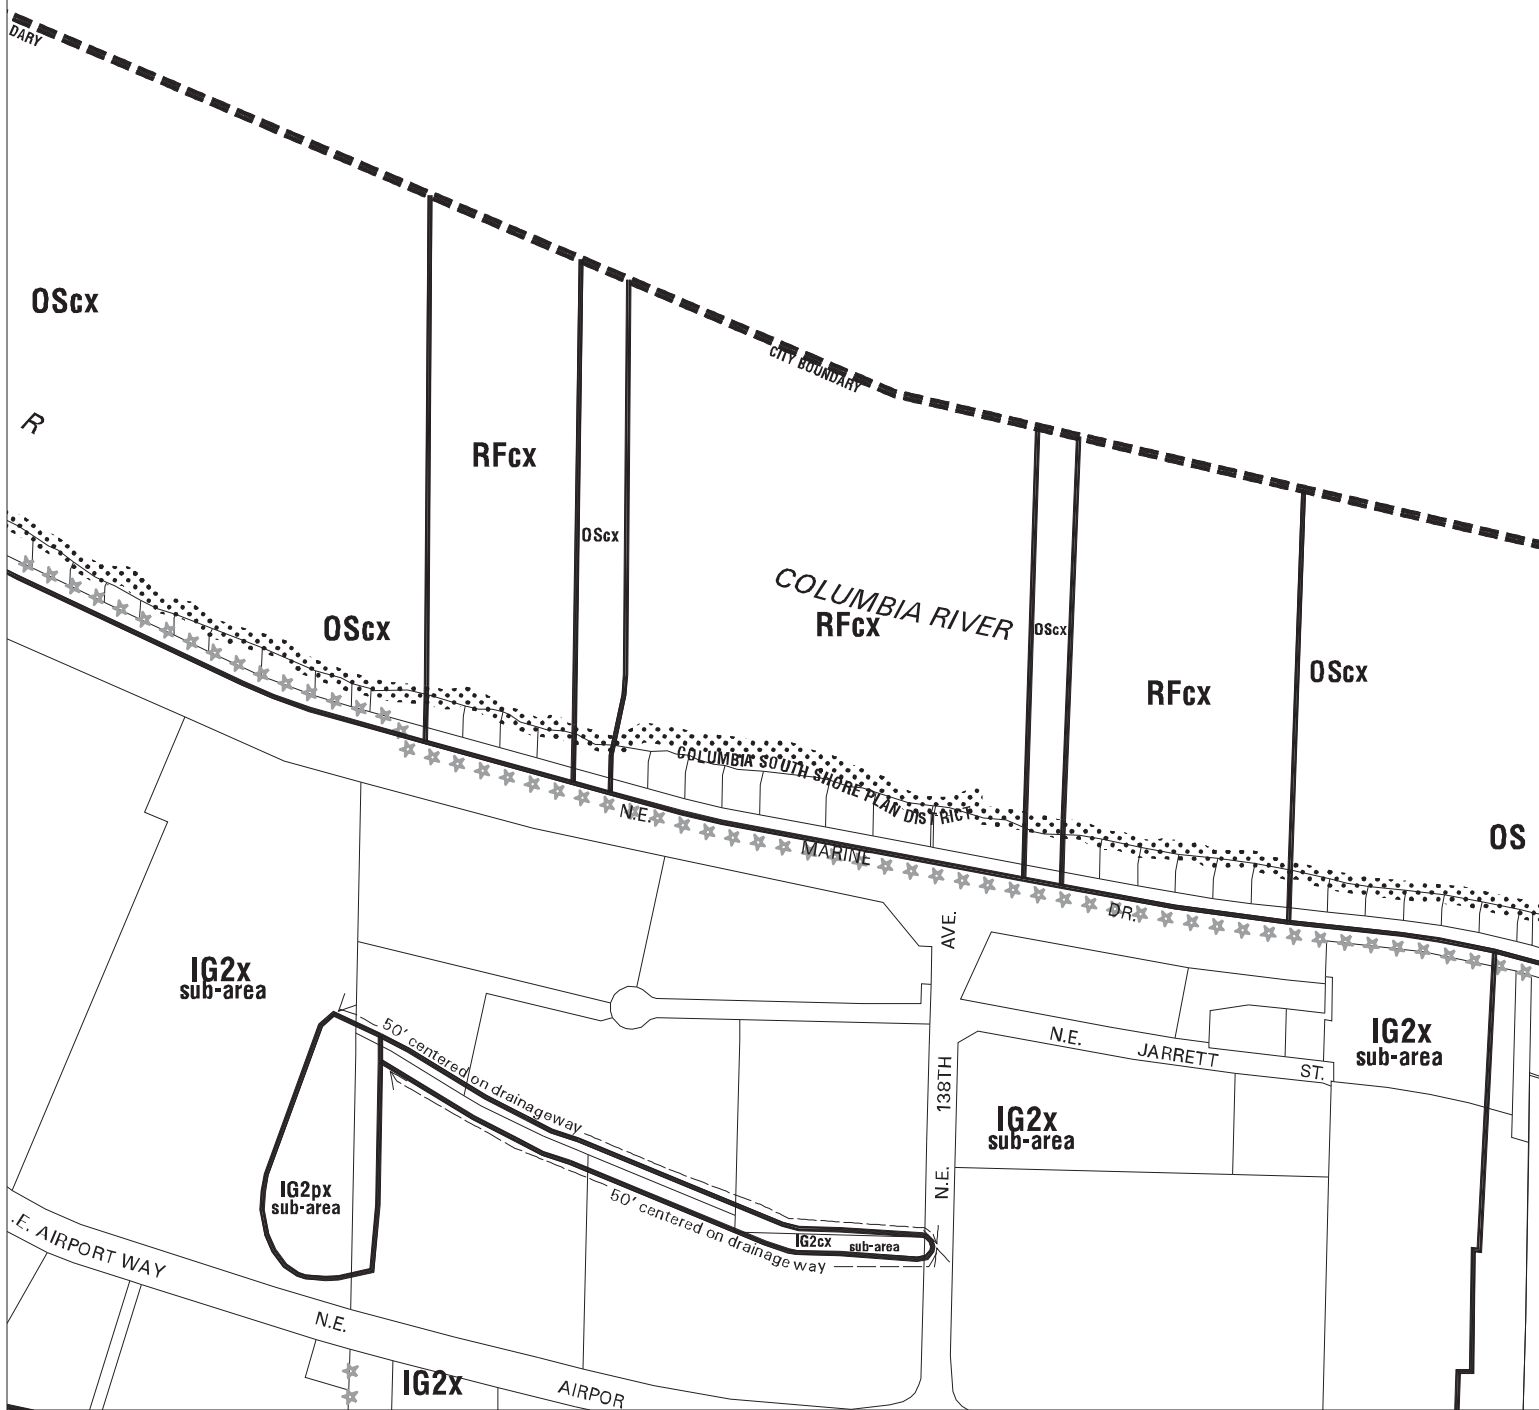 DARY
OScx
R
RFcx
OScx
CITY BOUNDARY
COLUMBIA RIVER
RFcx
OScx
OScx
RFcx
OScx
COLUMBIA SOUTH SHORE PLAN DISTRICT
OS
N.E.
MARINE
DR.
AVE.
138TH
N.E.
IG2x
sub-area
50' centered on drainageway
N.E.
JARRETT
ST.
IG2x
sub-area
IG2x
sub-area
IG2px
sub-area
50' centered on drainageway
IG2cx
sub-area
.E. AIRPORT WAY
N.E.
AIRPOR
IG2x